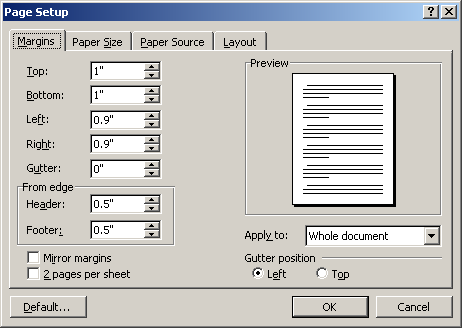 Page Setup
Margins Paper Size Paper Source Layout
Top: 1"
Bottom: 1"
Left: 0.9"
Right: 0.9"
Gutter: 0"
From edge
Header: 0.5"
Footer: 0.5"
Mirror margins
2 pages per sheet
Preview
Apply to: Whole document
Gutter position
Left Top
Default... OK Cancel